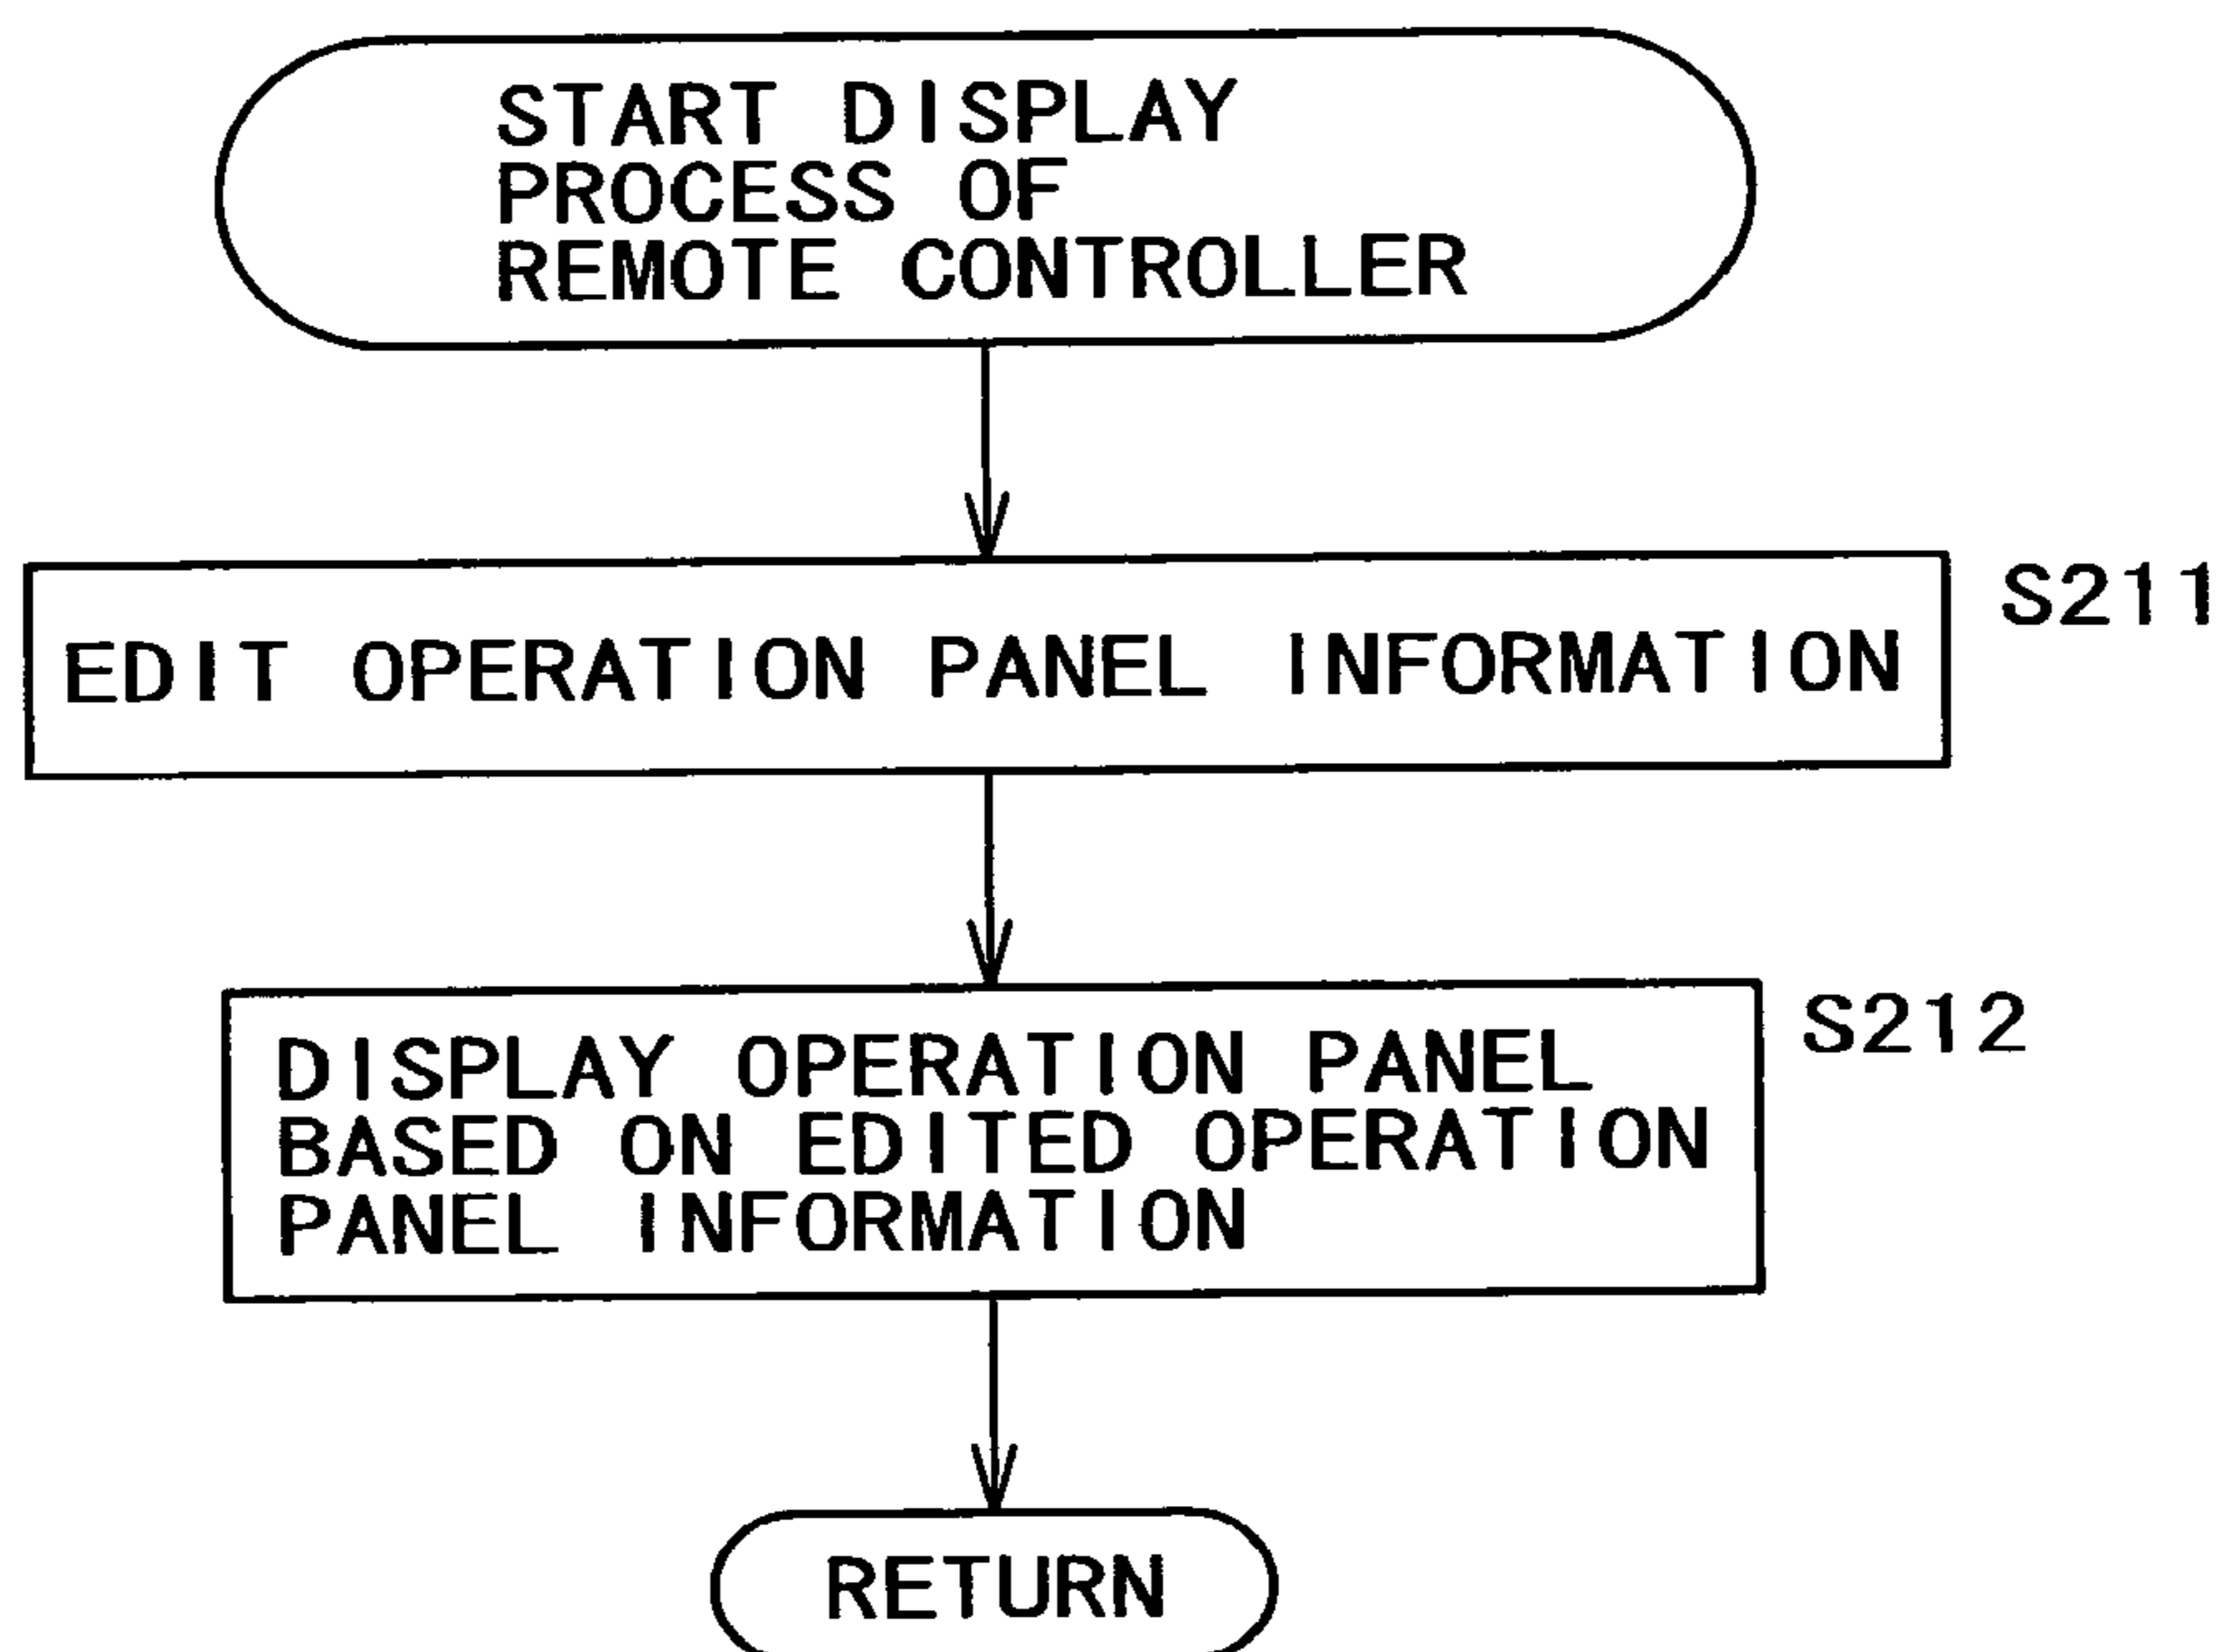 START DISPLAY
PROCESS OF
REMOTE CONTROLLER
S211
EDIT OPERATION PANEL INFORMATION
S212
DISPLAY OPERATION PANEL
BASED ON EDITED OPERATION
PANEL INFORMATION
RETURN